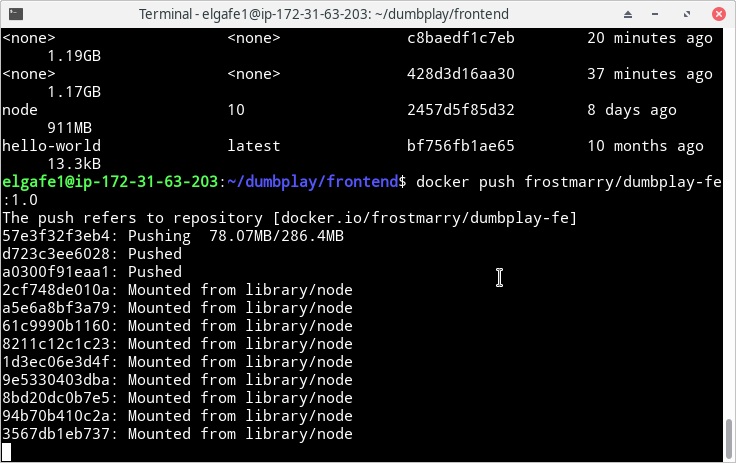 Terminal - elgafe1@ip-172-31-63-203: ~/dumbplay/frontend
<none> <none> c8baedf1c7eb 20 minutes ago
1.19GB
<none> <none> 428d3d16aa30 37 minutes ago
1.17GB
node 10 2457d5f85d32 8 days ago
911MB
hello-world latest bf756fb1ae65 10 months ago
13.3kB
elgafe1@ip-172-31-63-203:~/dumbplay/frontend$ docker push frostmarry/dumbplay-fe
:1.0
The push refers to repository [docker.io/frostmarry/dumbplay-fe]
57e3f32f3eb4: Pushing 78.07MB/286.4MB
d723c3ee6028: Pushed
a0300f91eaa1: Pushed
2cf748de010a: Mounted from library/node
a5e6a8bf3a79: Mounted from library/node
61c9990b1160: Mounted from library/node
8211c12c1c23: Mounted from library/node
1d3ec06e3d4f: Mounted from library/node
9e5330403dba: Mounted from library/node
8bd20dc0b7e5: Mounted from library/node
94b70b410c2a: Mounted from library/node
3567db1eb737: Mounted from library/node